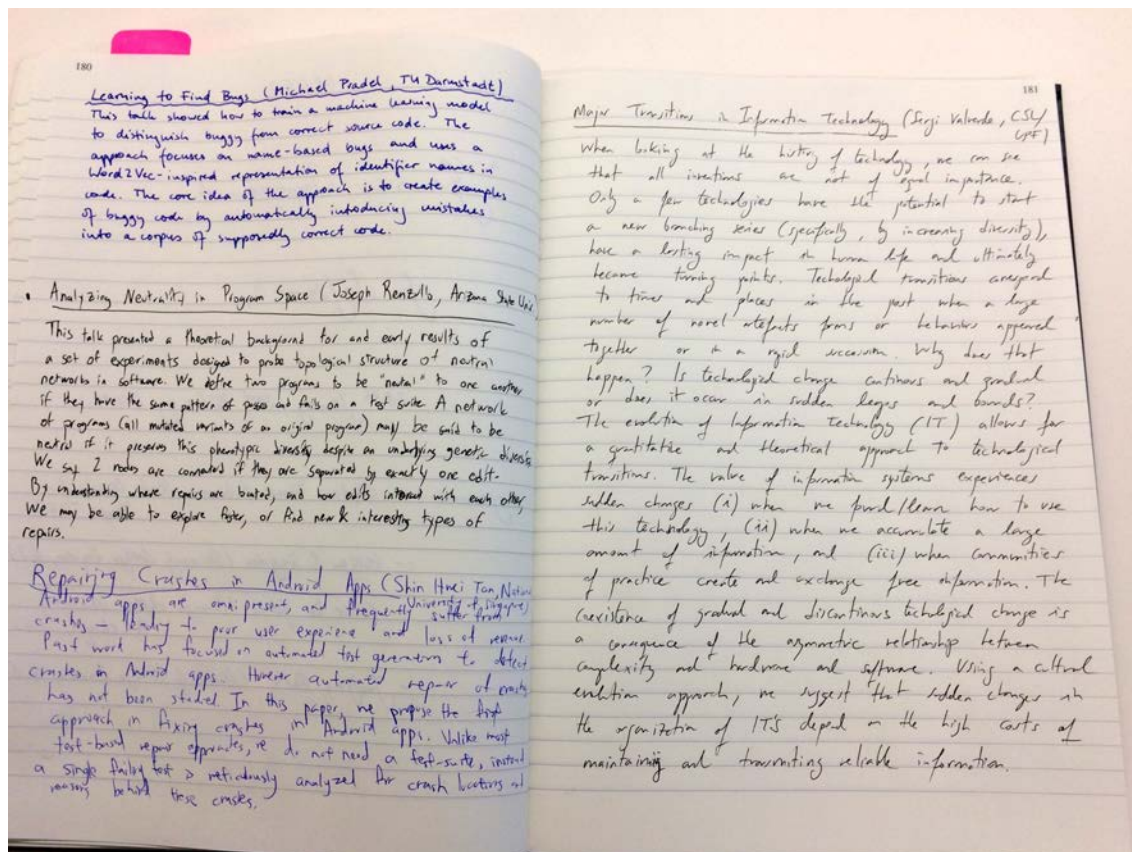 180
Learning to Find Bugs (Michael Pradel, TU Darmstadt)
This talk showed how to train a machine learning model
to distinguish buggy from correct source code. The
approach focuses on name-based bugs and uses a
Word2Vec-inspired representation of identifier names in
code. The core idea of the approach is to create examples
of buggy code by automatically introducing mistakes
into a corpus of supposedly correct code.
• Analyzing Neutrality in Program Space (Joseph Renzullo, Arizona State Univ.)
This talk presented a theoretical background for and early results of
a set of experiments designed to probe topological structure of neutral
networks in software. We define two programs to be "neutral" to one another
if they have the same pattern of passes and fails on a test suite. A network
of programs (all mutated variants of an original program) may be said to be
neutral if it preserves this phenotypic diversity despite an underlying genetic diversity
We say 2 nodes are connected if they are separated by exactly one edit.
By understanding where repairs are located, and how edits interact with each other,
We may be able to explore faster, or find new & interesting types of
repairs.
Repairing Crashes in Android Apps (Shin Hwei Tan, National
University of Singapore)
Android apps are omnipresent, and frequently suffer from
crashes – leading to poor user experience and loss of revenue.
Past work has focused on automated test generation to detect
crashes in Android apps. However automated repair of crashes
has not been studied. In this paper, we propose the first
approach in fixing crashes in Android apps. Unlike most
test-based repair approaches, we do not need a test-suite, instead
a single failing test is meticulously analyzed for crash locations and
reasons behind these crashes.
181
Major Transitions in Information Technology (Sergi Valverde, CSL/
UPF)
When looking at the history of technology, we can see
that all inventions are not of equal importance.
Only a few technologies have the potential to start
a new branching series (specifically, by increasing diversity),
have a lasting impact in human life and ultimately
became turning points. Technological transitions correspond
to times and places in the past when a large
number of novel artefacts forms or behaviors appeared
together or in a rapid succession. Why does that
happen? Is technological change continous and gradual
or does it occur in sudden leaps and bounds?
The evolution of Information Technology (IT) allows for
a quantitative and theoretical approach to technological
transitions. The value of information systems experiences
sudden changes (i) when we learn how to use
this technology, (ii) when we accumulate a large
amount of information, and (iii) when communities
of practice create and exchange free information. The
coexistence of gradual and discontinous technological change is
a consequence of the asymmetric relationship between
complexity and hardware and software. Using a cultural
evolution approach, we suggest that sudden changes in
the organization of ITS depend on the high costs of
maintaining and transmitting reliable information.